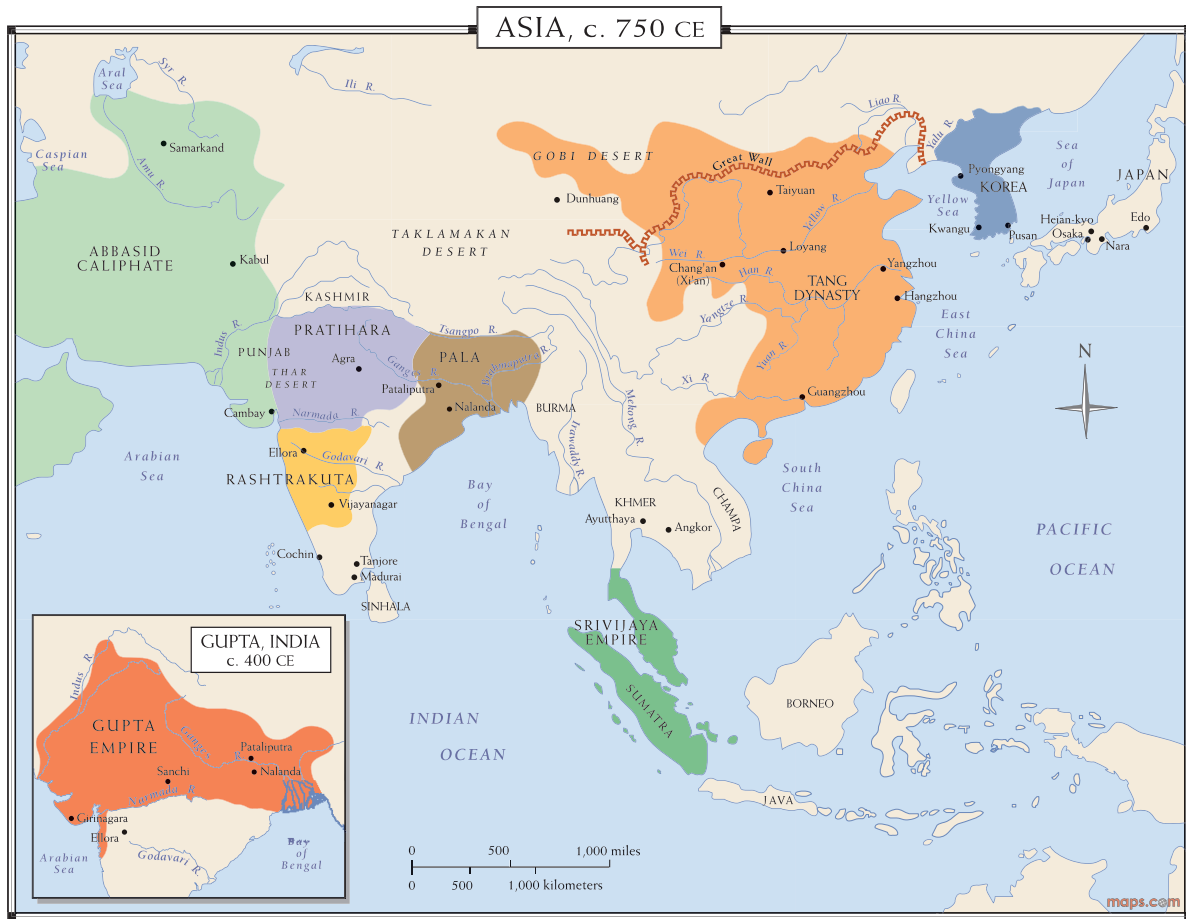 ASIA, c. 750 CE
Aral
Sea
Syr R.
Ili R.
Liao R.
Caspian
Sea
Samarkand
Amu R.
GOBI DESERT
Great Wall
Yalu R.
Sea
of
Japan
Pyongyang
KOREA
JAPAN
Dunhuang
Taiyuan
Yellow R.
Yellow
Sea
Kwangu
Pusan
Heian-kyo
Osaka
Nara
Edo
ABBASID
CALIPHATE
Kabul
TAKLAMAKAN
DESERT
Wei R
Loyang
Chang'an
(Xi'an)
Han R
TANG
DYNASTY
Yangzhou
Hangzhou
KASHMIR
Yangize R
East
China
Sea
Indus R
PRATIHARA
Tsangpo R.
PUNJAB
THAR
DESERT
Agra
Ganges R.
PALA
Brahmaputra R.
Yuan R
N
Pataliputra
Nalanda
Xi R
Guangzhou
Cambay
Narmada R.
BURMA
Mekong R.
Irawaddy R
Arabian
Sea
Ellora
Godavari R.
RASHTRAKUTA
Vijayanagar
Bay
of
Bengal
South
China
Sea
KHMER
Ayutthaya
Angkor
CHAMPA
PACIFIC
OCEAN
Cochin
Tanjore
Madurai
SINHALA
SRIVIJAYA
EMPIRE
SUMATRA
BORNEO
JAVA
INDIAN
OCEAN
GUPTA, INDIA
c. 400 CE
Indus R.
GUPTA
EMPIRE
Ganges R.
Pataliputra
Nalanda
Sanchi
Narmada R
Girinagara
Ellora
Godavari R.
Arabian
Sea
Bay
of
Bengal
0 500 1,000 miles
0 500 1,000 kilometers
maps.com